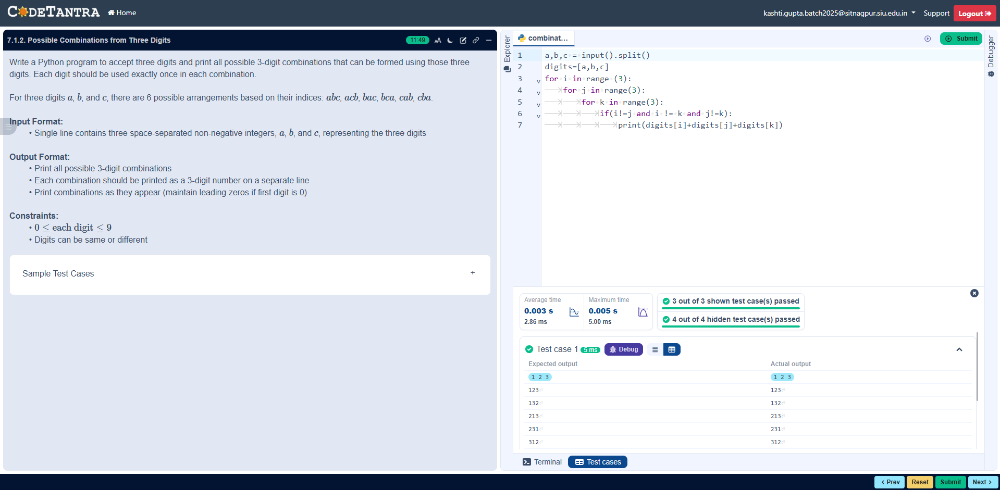 CODETANTRA
Home
kashti.gupta.batch2025@sitnagpur.siu.edu.in
Support
Logout
7.1.2. Possible Combinations from Three Digits
11:49
Write a Python program to accept three digits and print all possible 3-digit combinations that can be formed using those three
digits. Each digit should be used exactly once in each combination.
For three digits a, b, and c, there are 6 possible arrangements based on their indices: abc, acb, bac, bca, cab, cba.
Input Format:
• Single line contains three space-separated non-negative integers, a, b, and c, representing the three digits
Output Format:
• Print all possible 3-digit combinations
• Each combination should be printed as a 3-digit number on a separate line
• Print combinations as they appear (maintain leading zeros if first digit is 0)
Constraints:
• 0 ≤ each digit ≤ 9
• Digits can be same or different
Sample Test Cases
+
Explorer
combinat...
Submit
Debugger
1 a,b,c = input().split()
2 digits=[a,b,c]
3 for i in range (3):
4 for j in range(3):
5 for k in range(3):
6 if(i!=j and i != k and j!=k):
7 print(digits[i]+digits[j]+digits[k])
Average time
0.003 s
2.86 ms
Maximum time
0.005 s
5.00 ms
3 out of 3 shown test case(s) passed
4 out of 4 hidden test case(s) passed
Test case 1
5 ms
Debug
Expected output
Actual output
1 2 3
1 2 3
123
123
132
132
213
213
231
231
312
312
Terminal
Test cases
< Prev
Reset
Submit
Next >